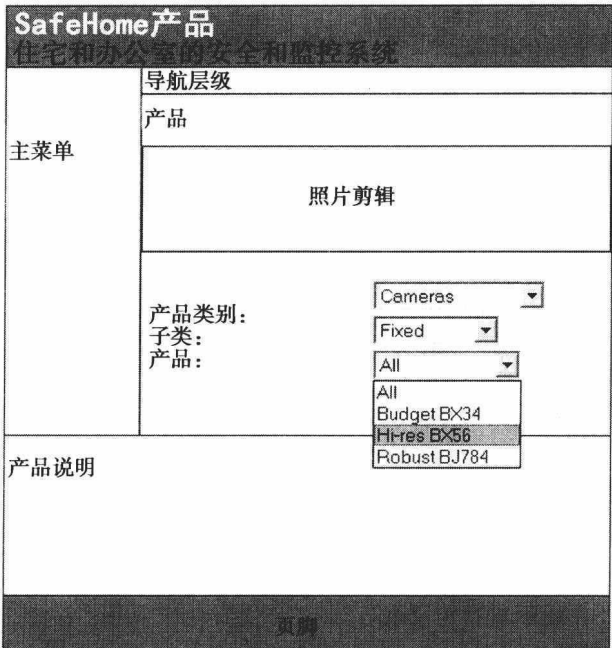 SafeHome产品
住宅和办公室的安全和监控系统
导航层级
产品
主菜单
照片剪辑
产品类别： Cameras
子类： Fixed
产品： All
All
Budget BX34
Hi-res BX56
Robust BJ784
产品说明
页脚